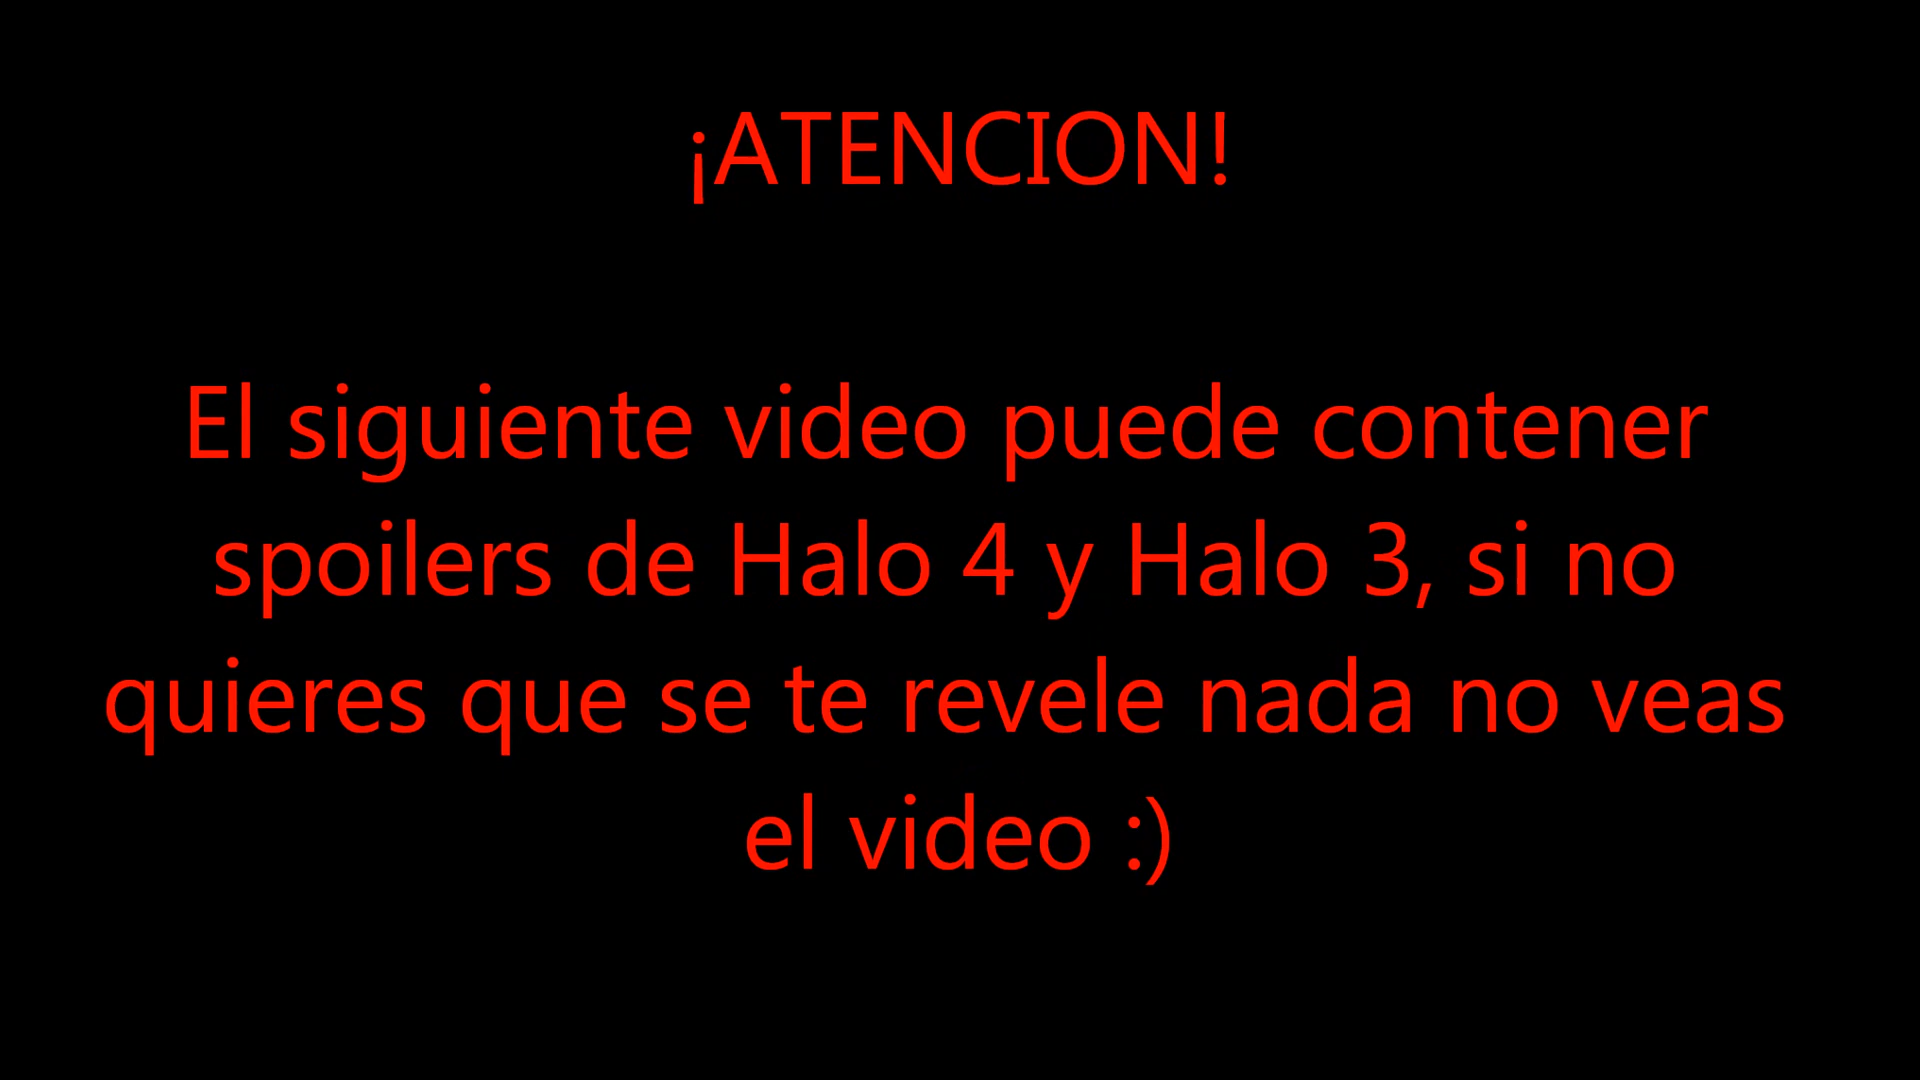 ¡ATENCION!
El siguiente video puede contener
spoilers de Halo 4 y Halo 3, si no
quieres que se te revele nada no veas
el video :)